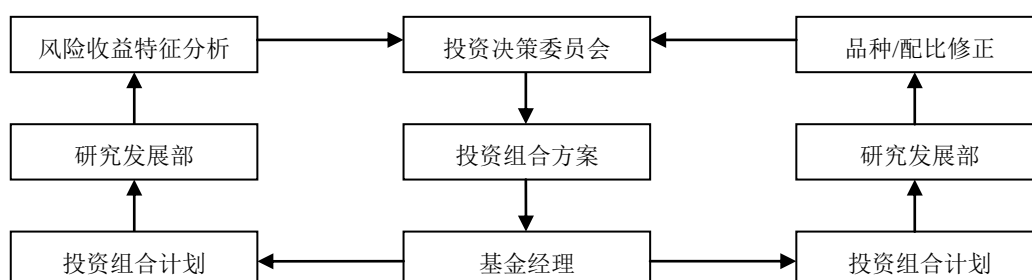 风险收益特征分析
投资决策委员会
品种/配比修正
研究发展部
投资组合方案
研究发展部
投资组合计划
基金经理
投资组合计划